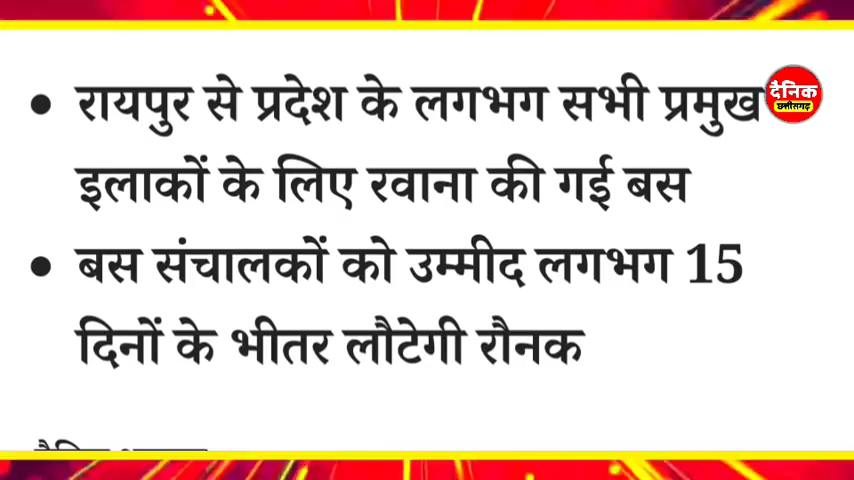 • रायपुर से प्रदेश के लगभग सभी प्रमुख
इलाकों के लिए रवाना की गई बस
• बस संचालकों को उम्मीद लगभग 15
दिनों के भीतर लौटेगी रौनक
दैनिक
छत्तीसगढ़